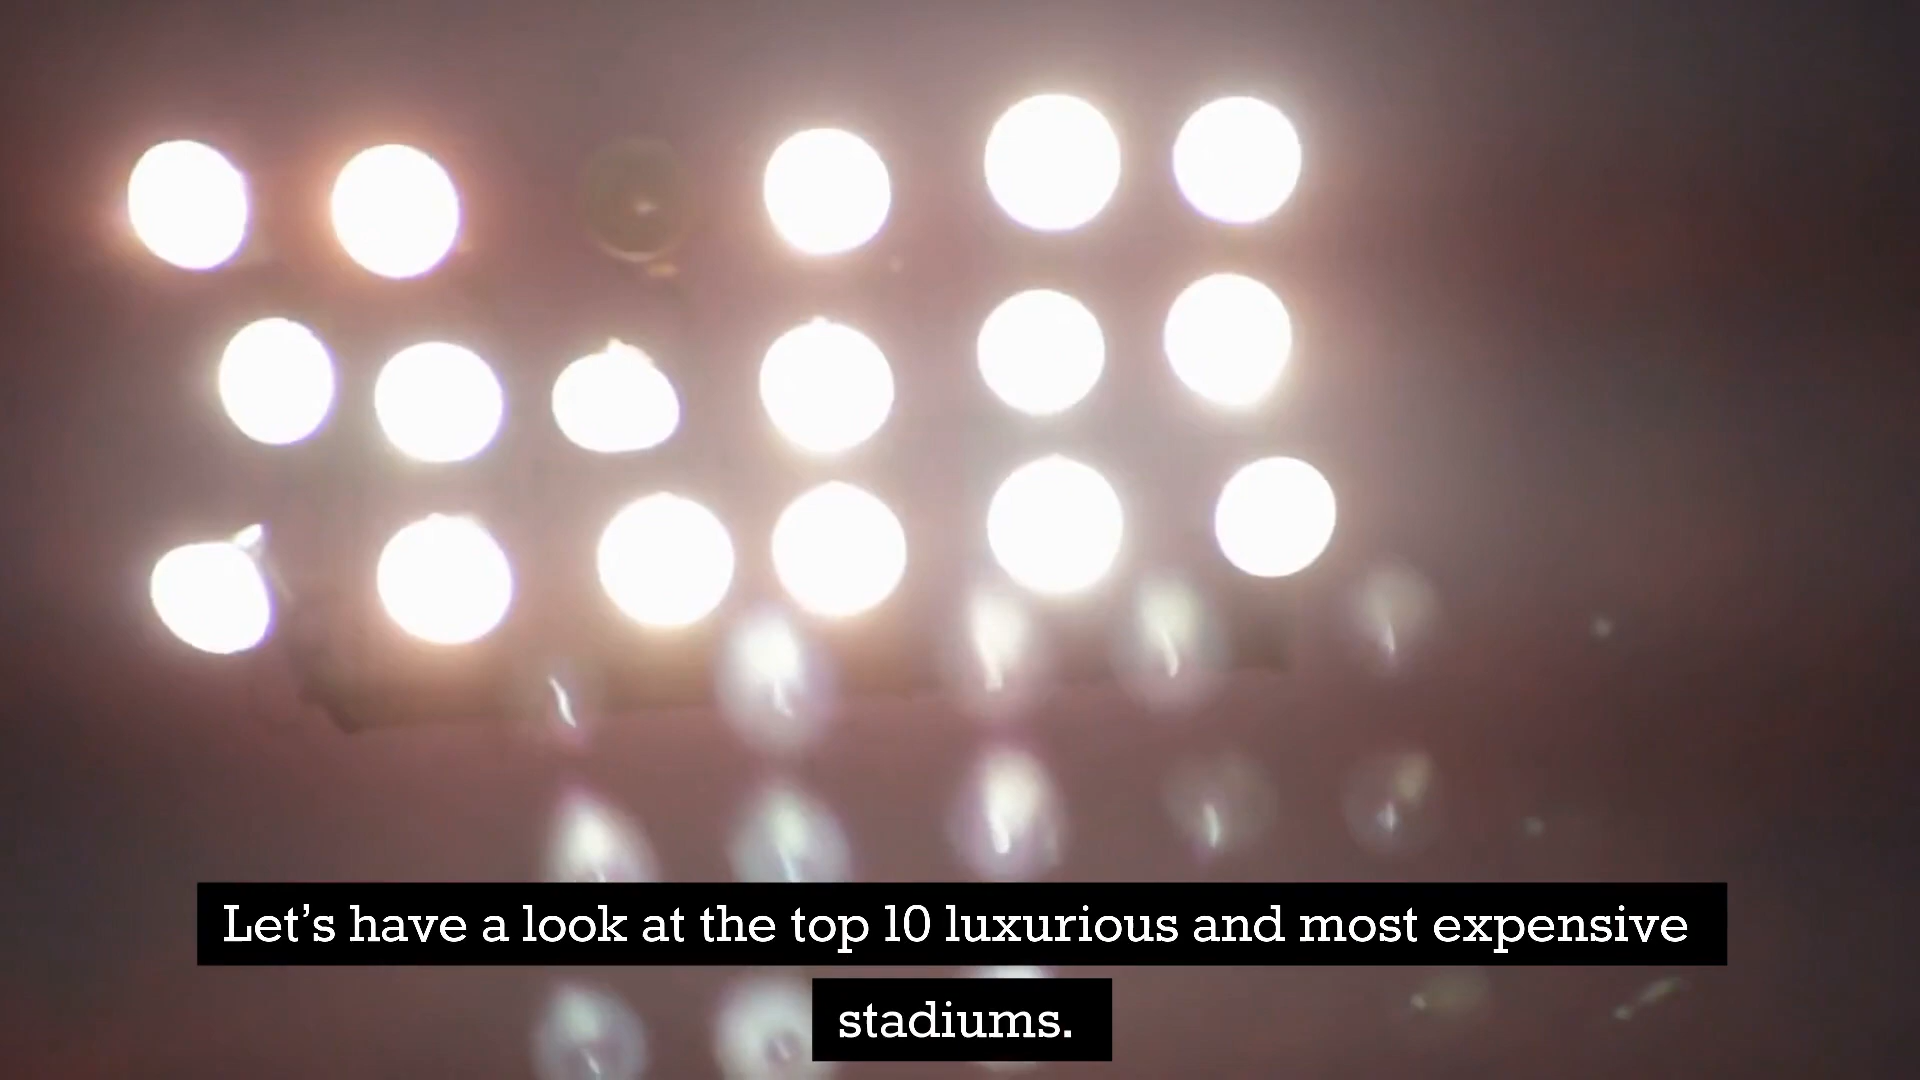 Let’s have a look at the top 10 luxurious and most expensive
stadiums.